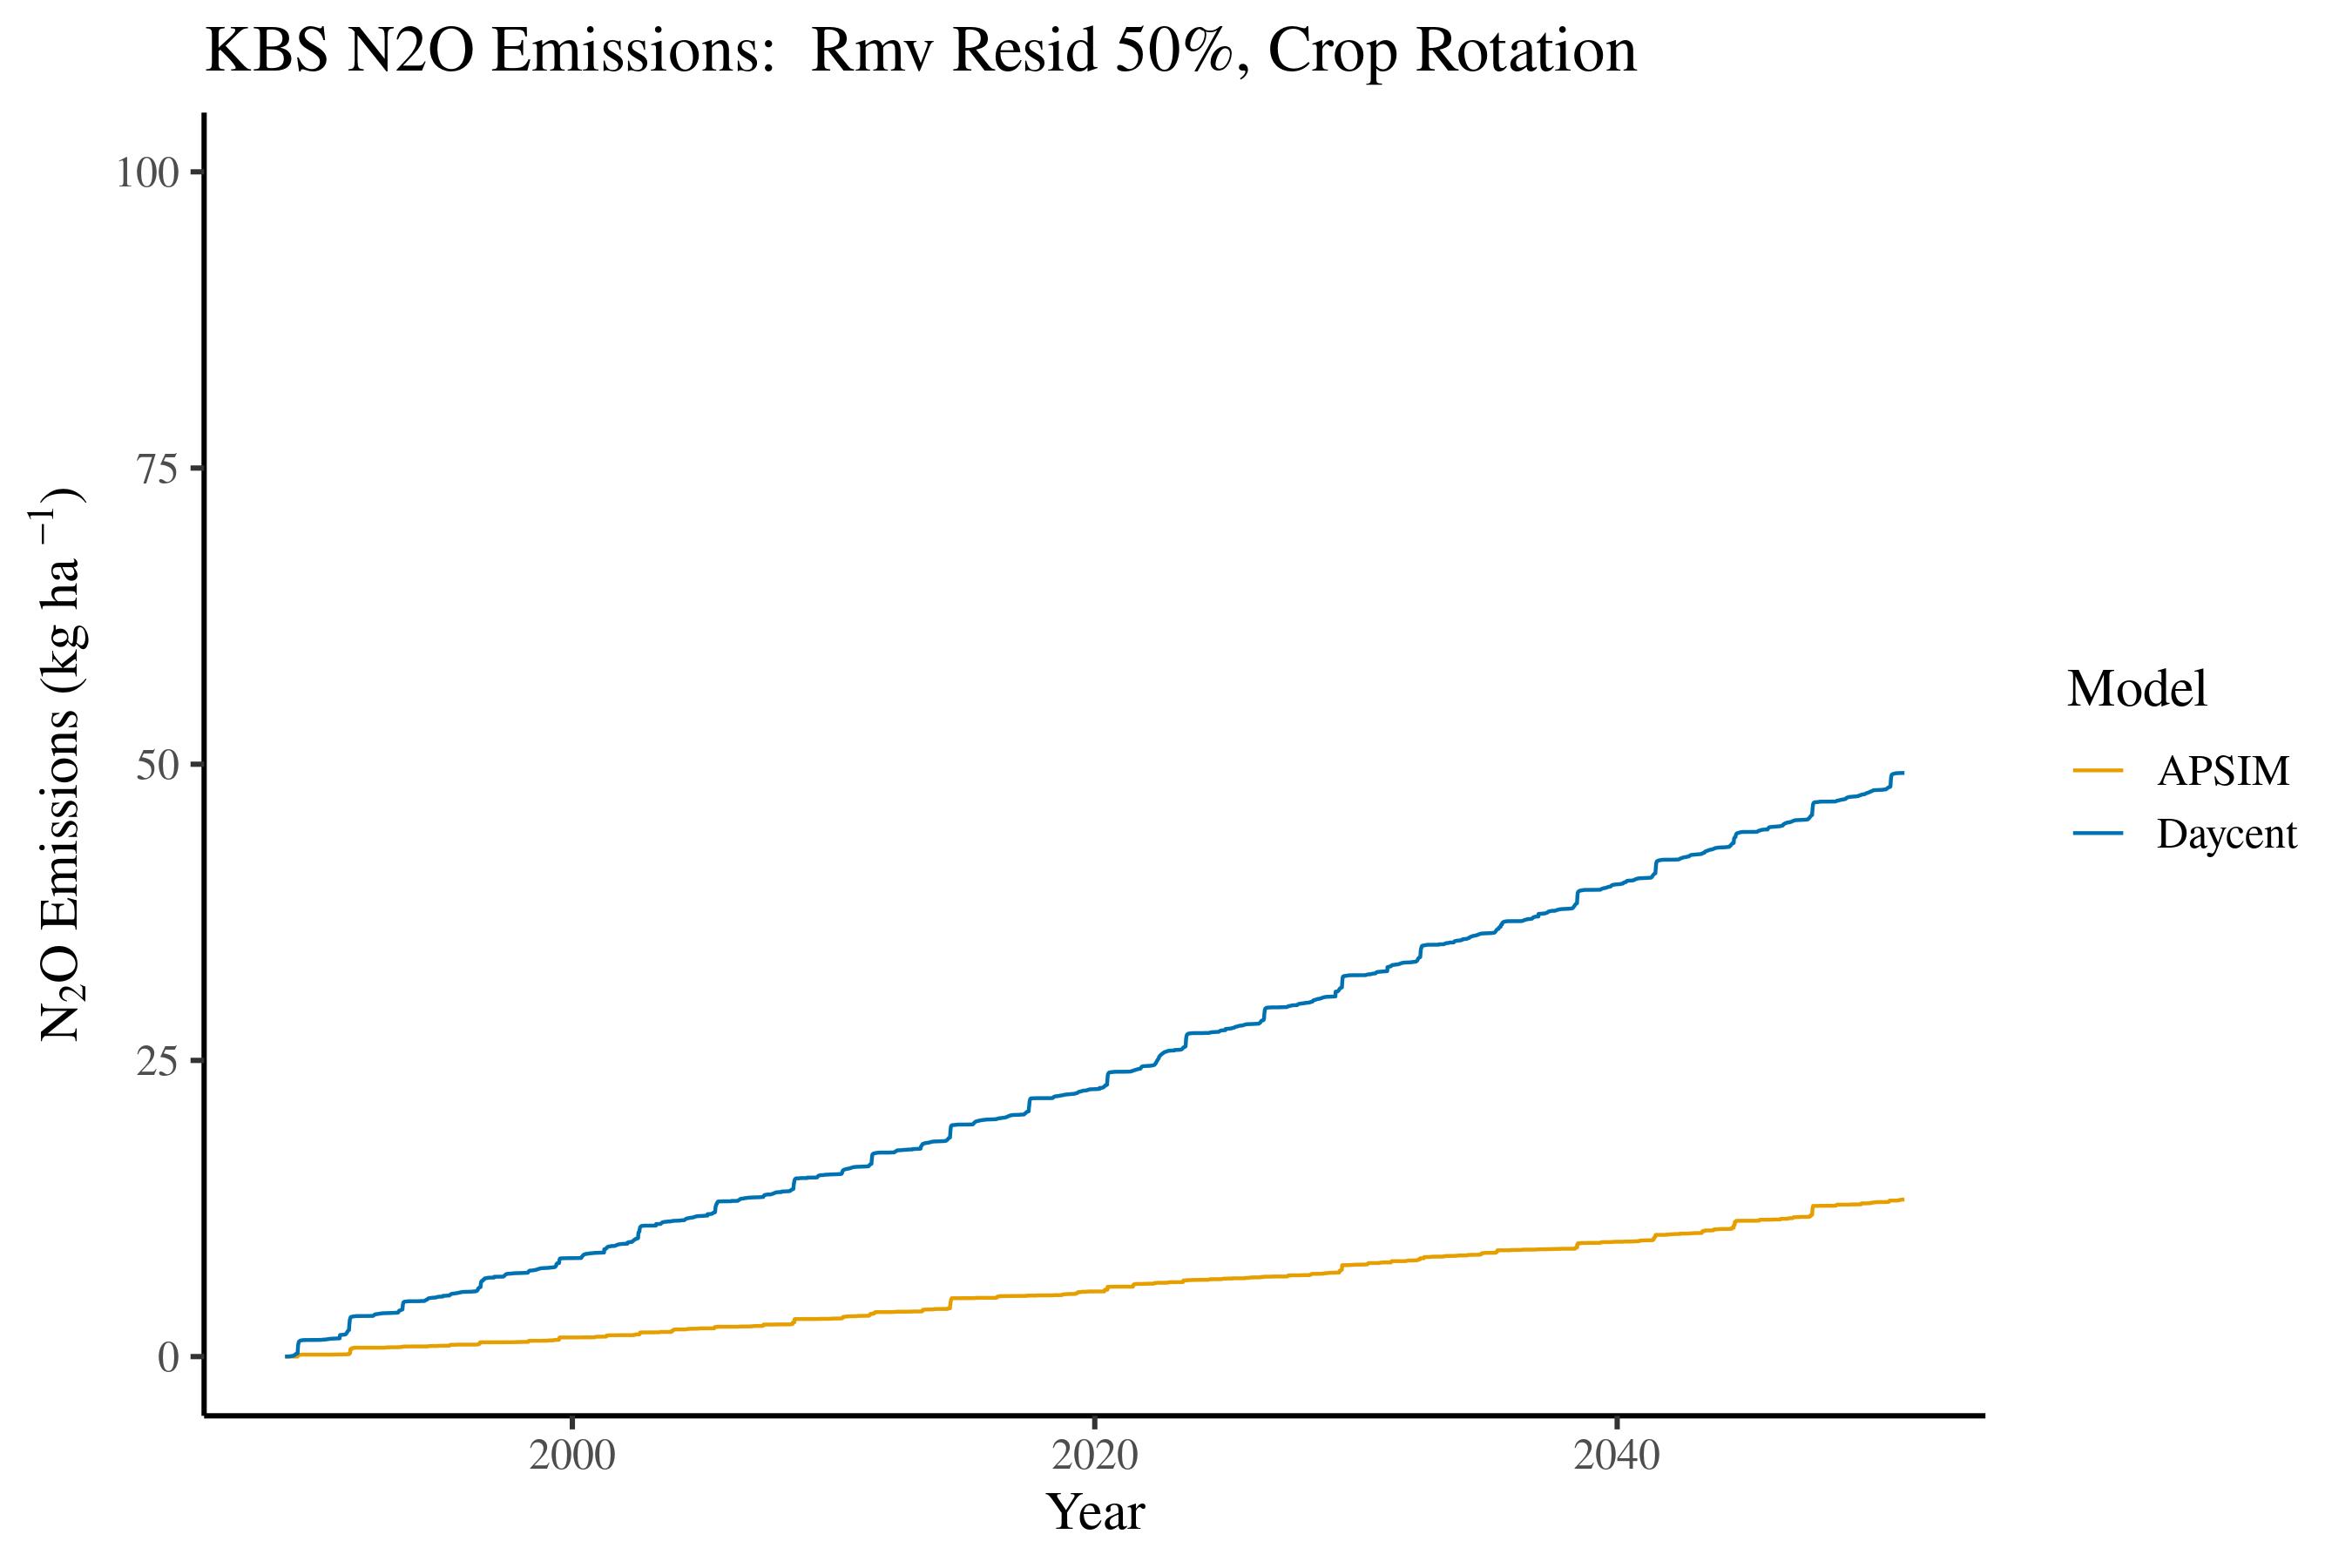 KBS N2O Emissions:  Rmv Resid 50%, Crop Rotation
N₂O Emissions (kg ha ⁻¹)
100
75
50
25
0
2000
2020
2040
Year
Model
APSIM
Daycent